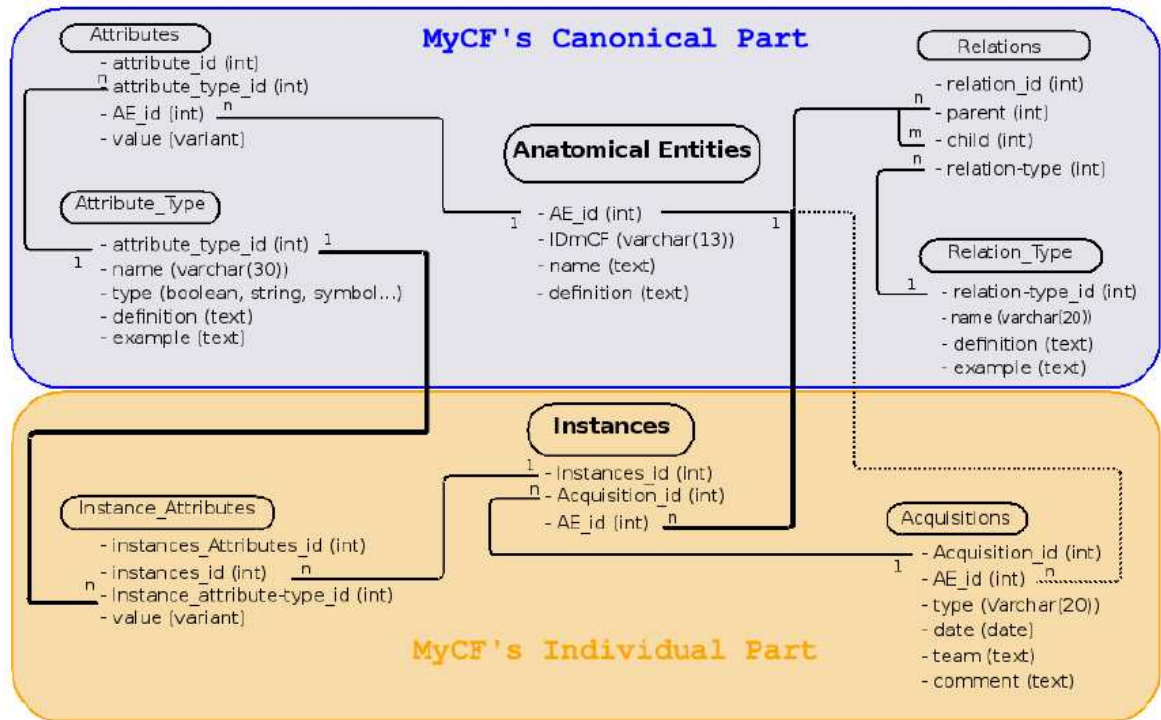 MyCF's Canonical Part
Attributes
- attribute_id (int)
n
- attribute_type_id (int)
- AE_id (int) n
- value (variant)
Attribute_Type
- attribute_type_id (int) 1
1
- name (varchar(30))
- type (boolean, string, symbol...)
- definition (text)
- example (text)
Anatomical Entities
- AE_id (int)
1
1
- IDmCF (varchar(13))
- name (text)
- definition (text)
Relations
- relation_id (int)
n
- parent (int)
m
- child (int)
n
- relation-type (int)
Relation_Type
1
- relation-type_id (int)
- name (varchar(20))
- definition (text)
- example (text)
Instances
1
- Instances_id (int)
n
- Acquisition_id (int)
- AE_id (int) n
Instance_Attributes
- instances_Attributes_id (int)
- instances_id (int) n
n
- Instance_attribute-type_id (int)
- value (variant)
Acquisitions
- Acquisition_id (int)
1
- AE_id (int) n
- type (Varchar(20))
- date (date)
- team (text)
- comment (text)
MyCF's Individual Part